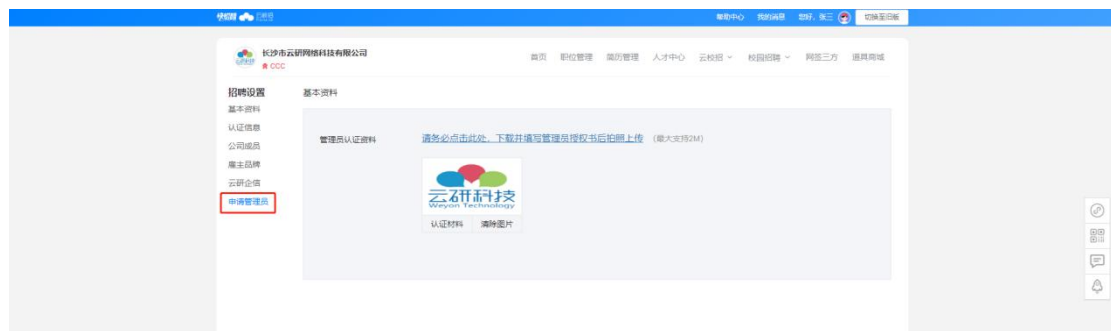 帮助中心 我的消息 您好，张三 切换至旧版
长沙市云研网络科技有限公司
CCC
首页 职位管理 简历管理 人才中心 云校招 校园招聘 网签三方 道具商城
招聘设置
基本资料
基本资料
认证信息
公司成员
雇主品牌
云研企信
申请管理员
管理员认证资料
请务必点击此处，下载并填写管理员授权书后拍照上传 (最大支持2M)
云研科技
Weyon Technology
认证材料 清除图片